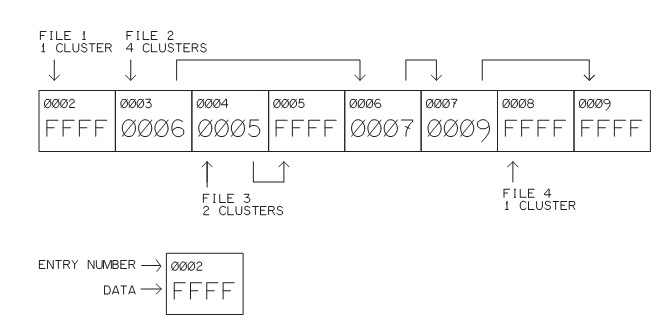 FILE 1
1 CLUSTER
FILE 2
4 CLUSTERS
0002 0003 0004 0005 0006 0007 0008 0009
FFFF 0006 0005 FFFF 0007 0009 FFFF FFFF
FILE 3
2 CLUSTERS
FILE 4
1 CLUSTER
ENTRY NUMBER 0002
DATA FFFF